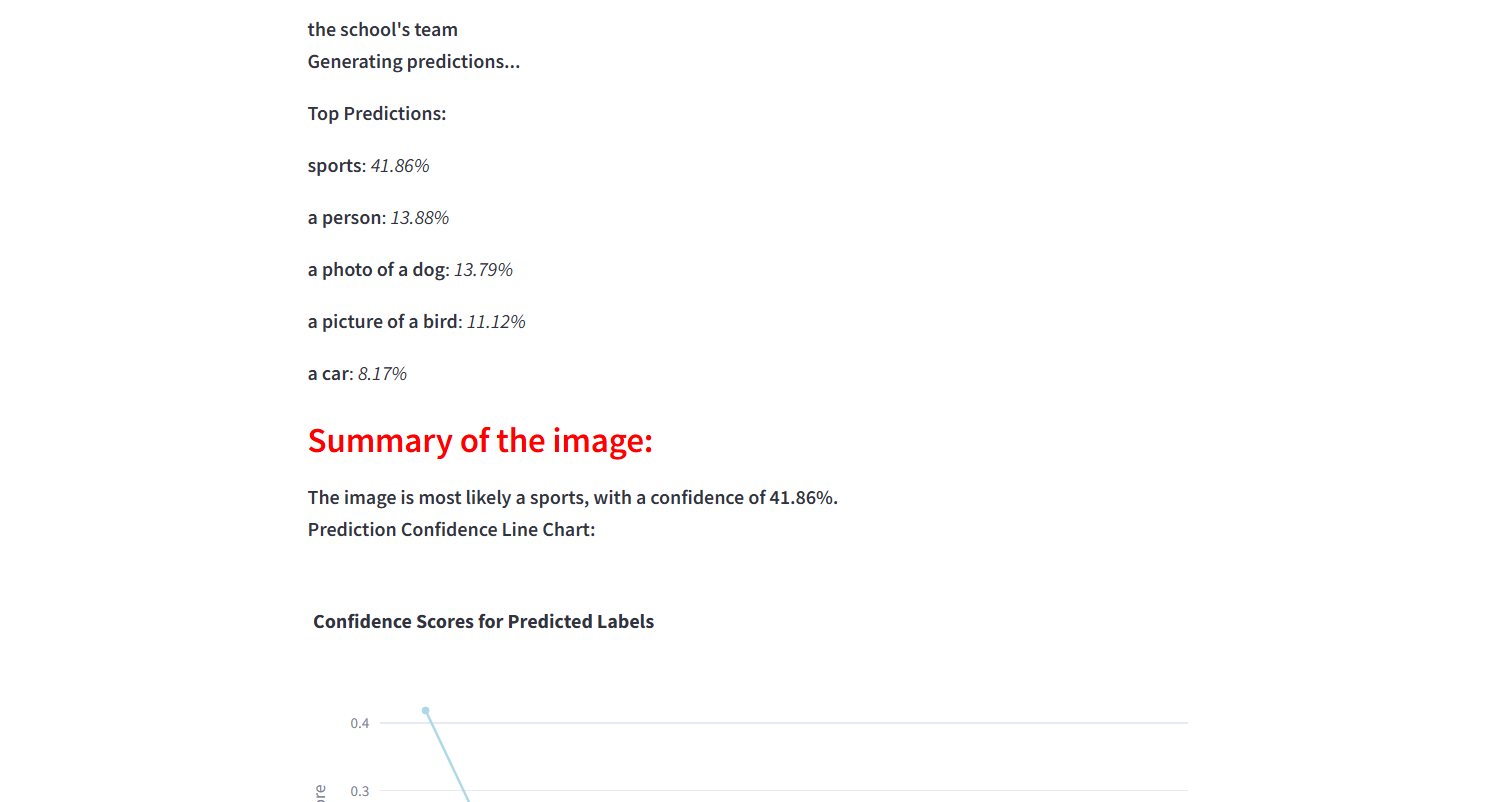 the school's team
Generating predictions...
Top Predictions:
sports: 41.86%
a person: 13.88%
a photo of a dog: 13.79%
a picture of a bird: 11.12%
a car: 8.17%
Summary of the image:
The image is most likely a sports, with a confidence of 41.86%.
Prediction Confidence Line Chart:
Confidence Scores for Predicted Labels
0.4
0.3